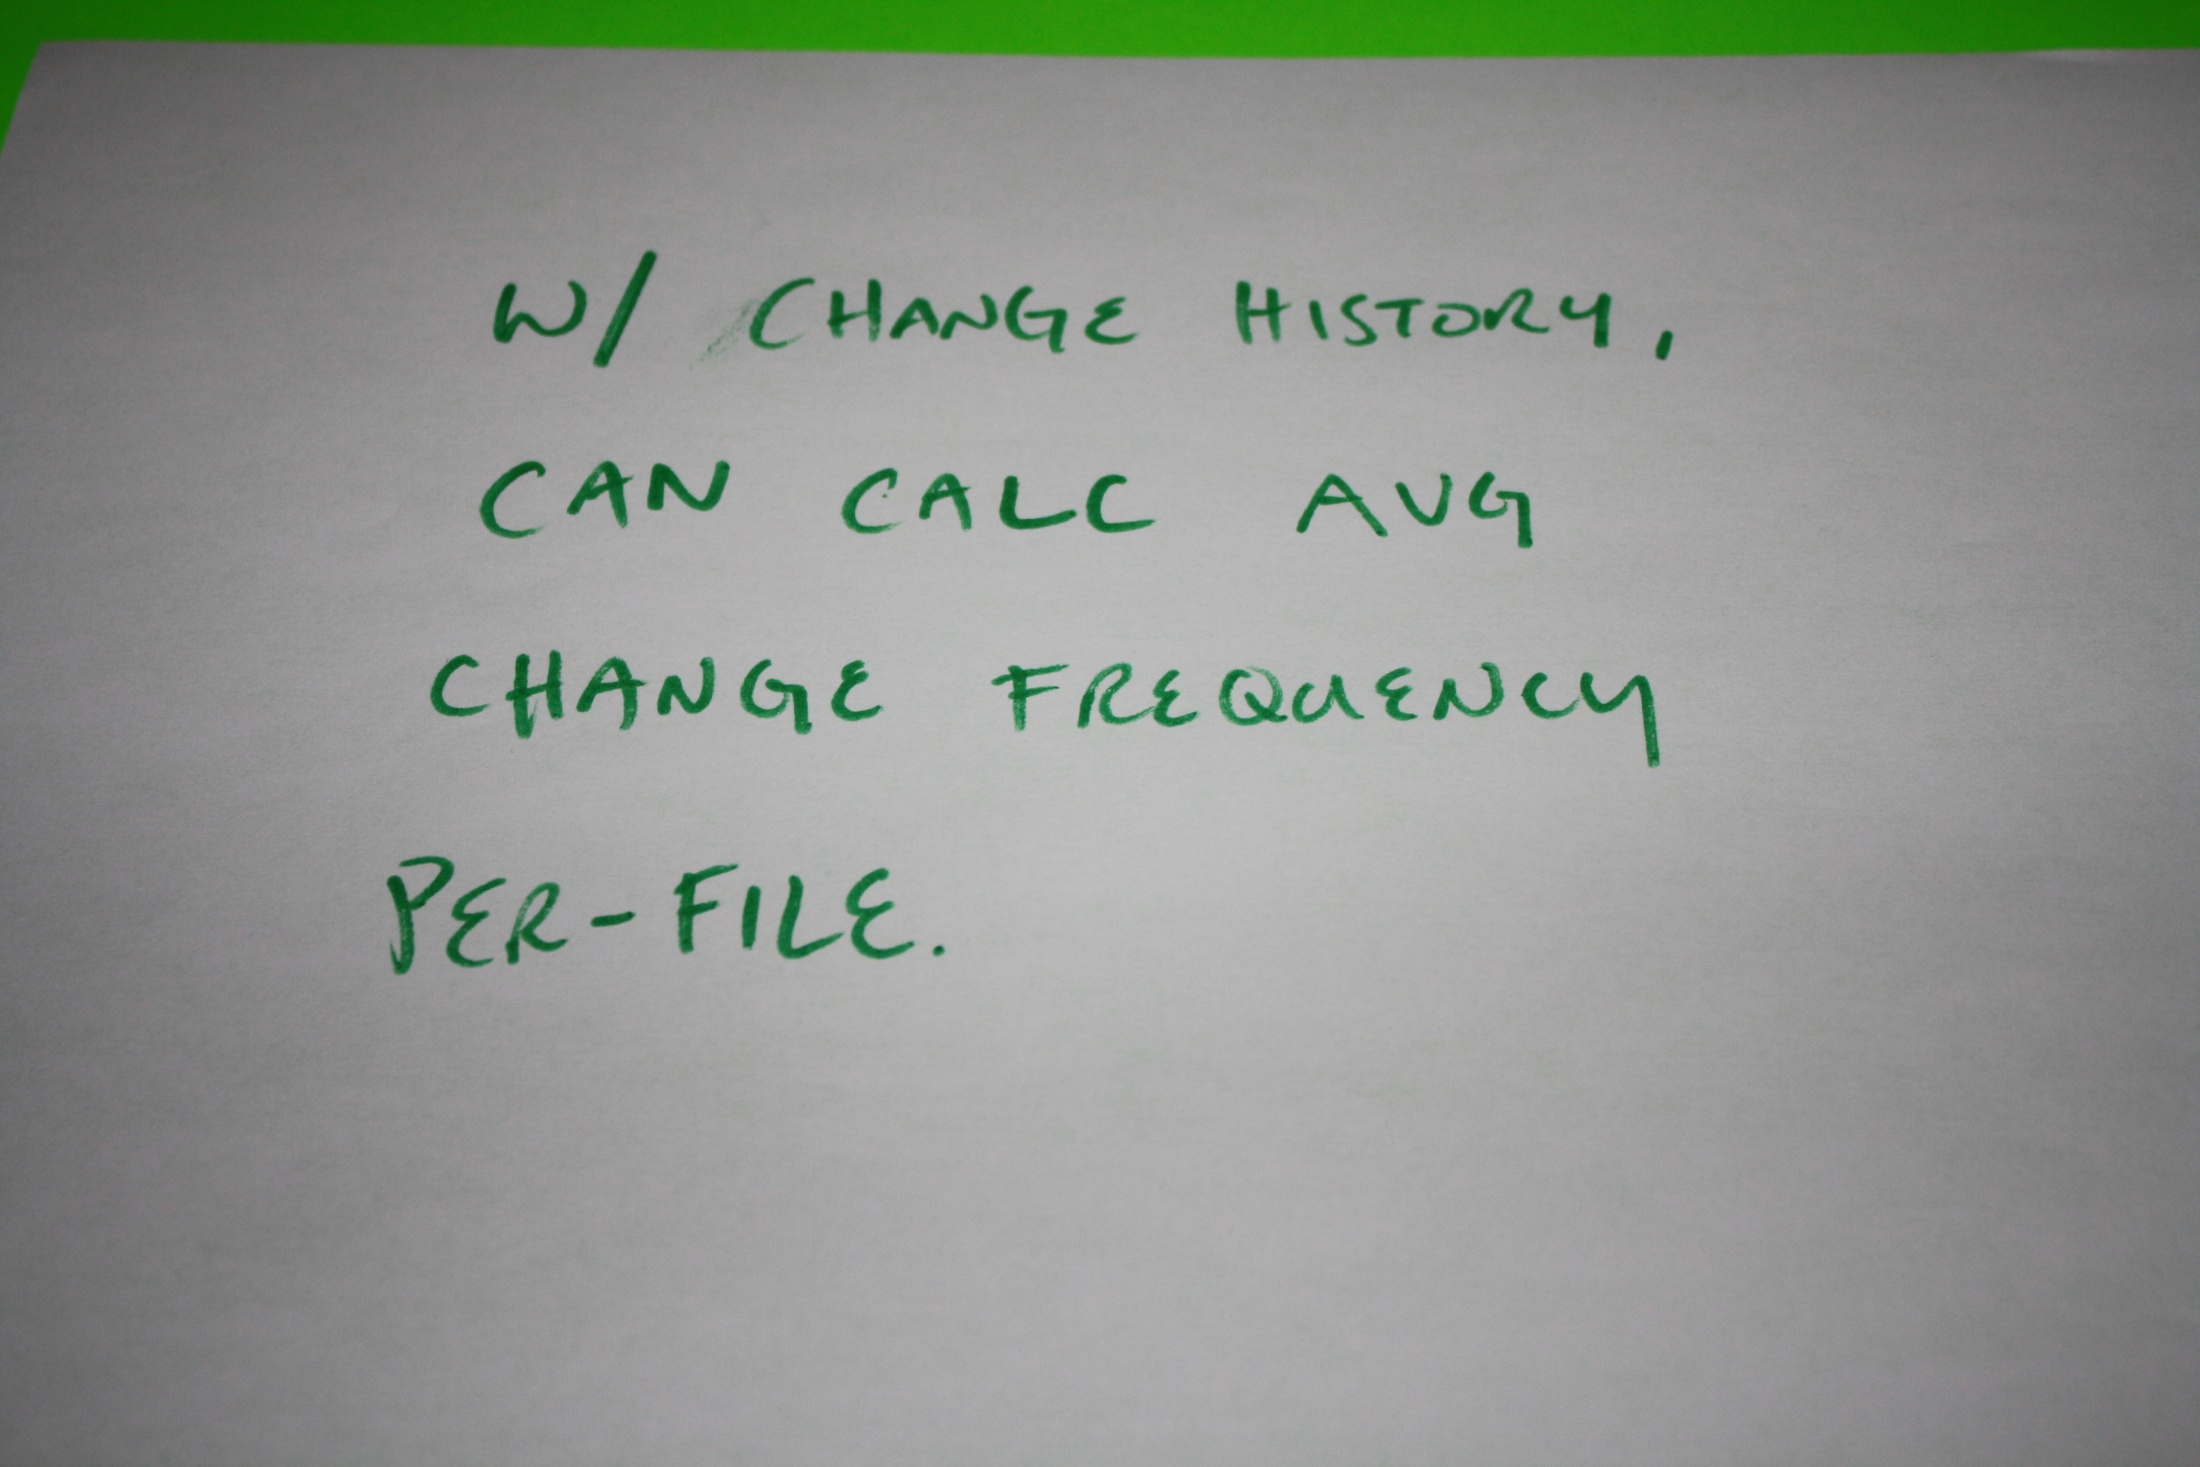 W/ CHANGE HISTORY,
CAN CALC AVG
CHANGE FREQUENCY
PER-FILE.